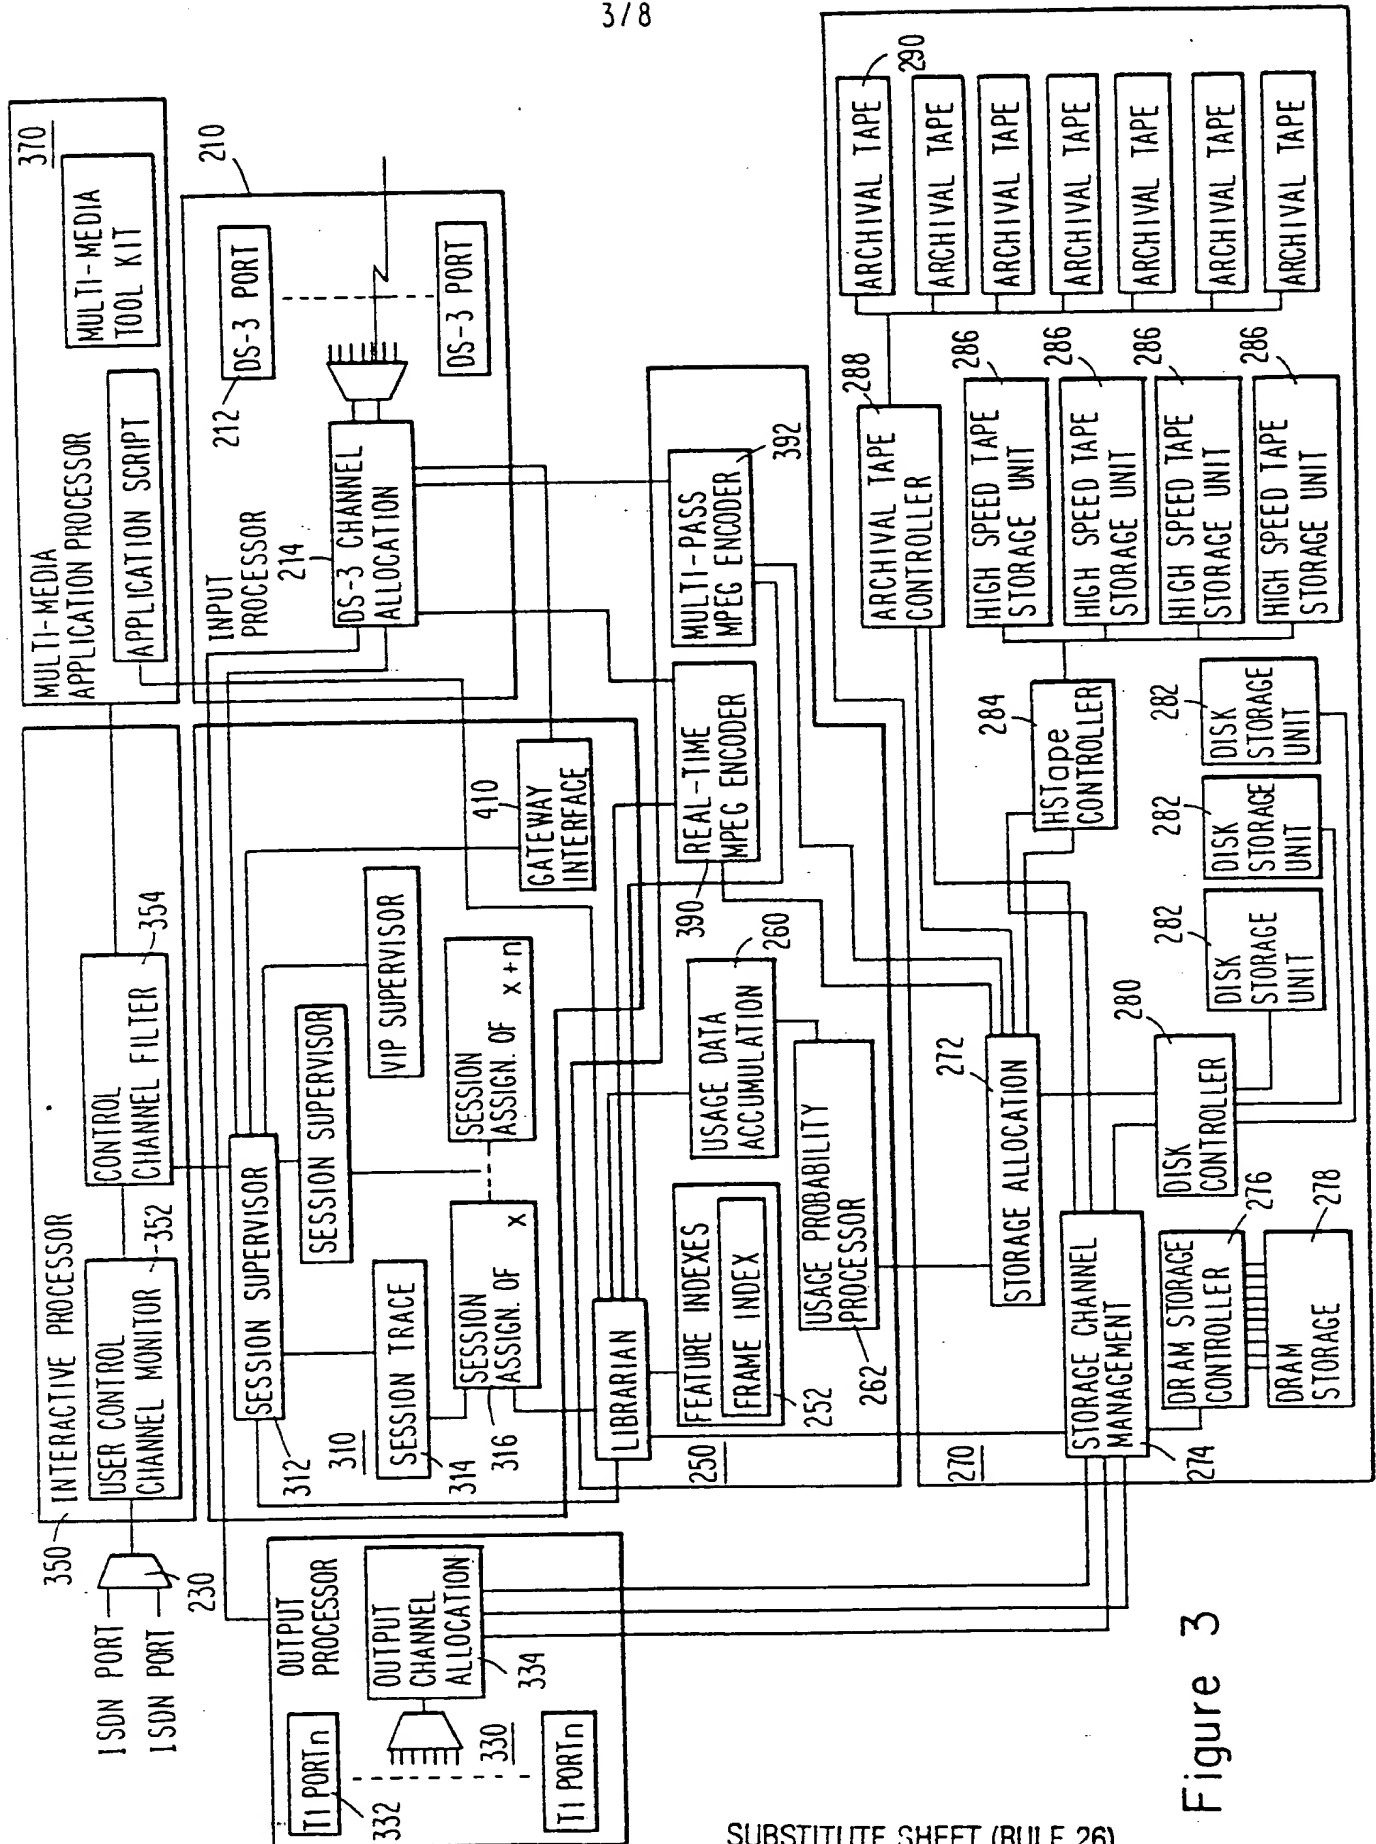 3/8
ISDN PORT
ISDN PORT
230
350
INTERACTIVE PROCESSOR
USER CONTROL
CHANNEL MONITOR
352
CONTROL
CHANNEL FILTER
354
MULTI-MEDIA
APPLICATION PROCESSOR
370
APPLICATION SCRIPT
MULTI-MEDIA
TOOL KIT
OUTPUT
PROCESSOR
OUTPUT
CHANNEL
ALLOCATION
334
T1 PORTn
332
330
T1 PORTn
SESSION SUPERVISOR
312
310
SESSION SUPERVISOR
VIP SUPERVISOR
SESSION TRACE
314
SESSION
ASSIGN. OF
X
316
SESSION
ASSIGN. OF
X+n
GATEWAY
INTERFACE
410
INPUT
PROCESSOR
210
214
DS-3 CHANNEL
ALLOCATION
212
DS-3 PORT
DS-3 PORT
LIBRARIAN
250
FEATURE INDEXES
FRAME INDEX
252
USAGE DATA
ACCUMULATION
260
USAGE PROBABILITY
PROCESSOR
262
REAL-TIME
MPEG ENCODER
390
MULTI-PASS
MPEG ENCODER
392
270
STORAGE ALLOCATION
272
STORAGE CHANNEL
MANAGEMENT
274
DRAM STORAGE
CONTROLLER
276
DRAM
STORAGE
278
DISK
CONTROLLER
280
DISK
STORAGE
UNIT
282
DISK
STORAGE
UNIT
282
DISK
STORAGE
UNIT
282
HSTape
CONTROLLER
284
ARCHIVAL TAPE
CONTROLLER
288
HIGH SPEED TAPE
STORAGE UNIT
286
HIGH SPEED TAPE
STORAGE UNIT
286
HIGH SPEED TAPE
STORAGE UNIT
286
HIGH SPEED TAPE
STORAGE UNIT
286
ARCHIVAL TAPE
290
ARCHIVAL TAPE
ARCHIVAL TAPE
ARCHIVAL TAPE
ARCHIVAL TAPE
ARCHIVAL TAPE
ARCHIVAL TAPE
Figure 3
SUBSTITUTE SHEET (RULE 26)